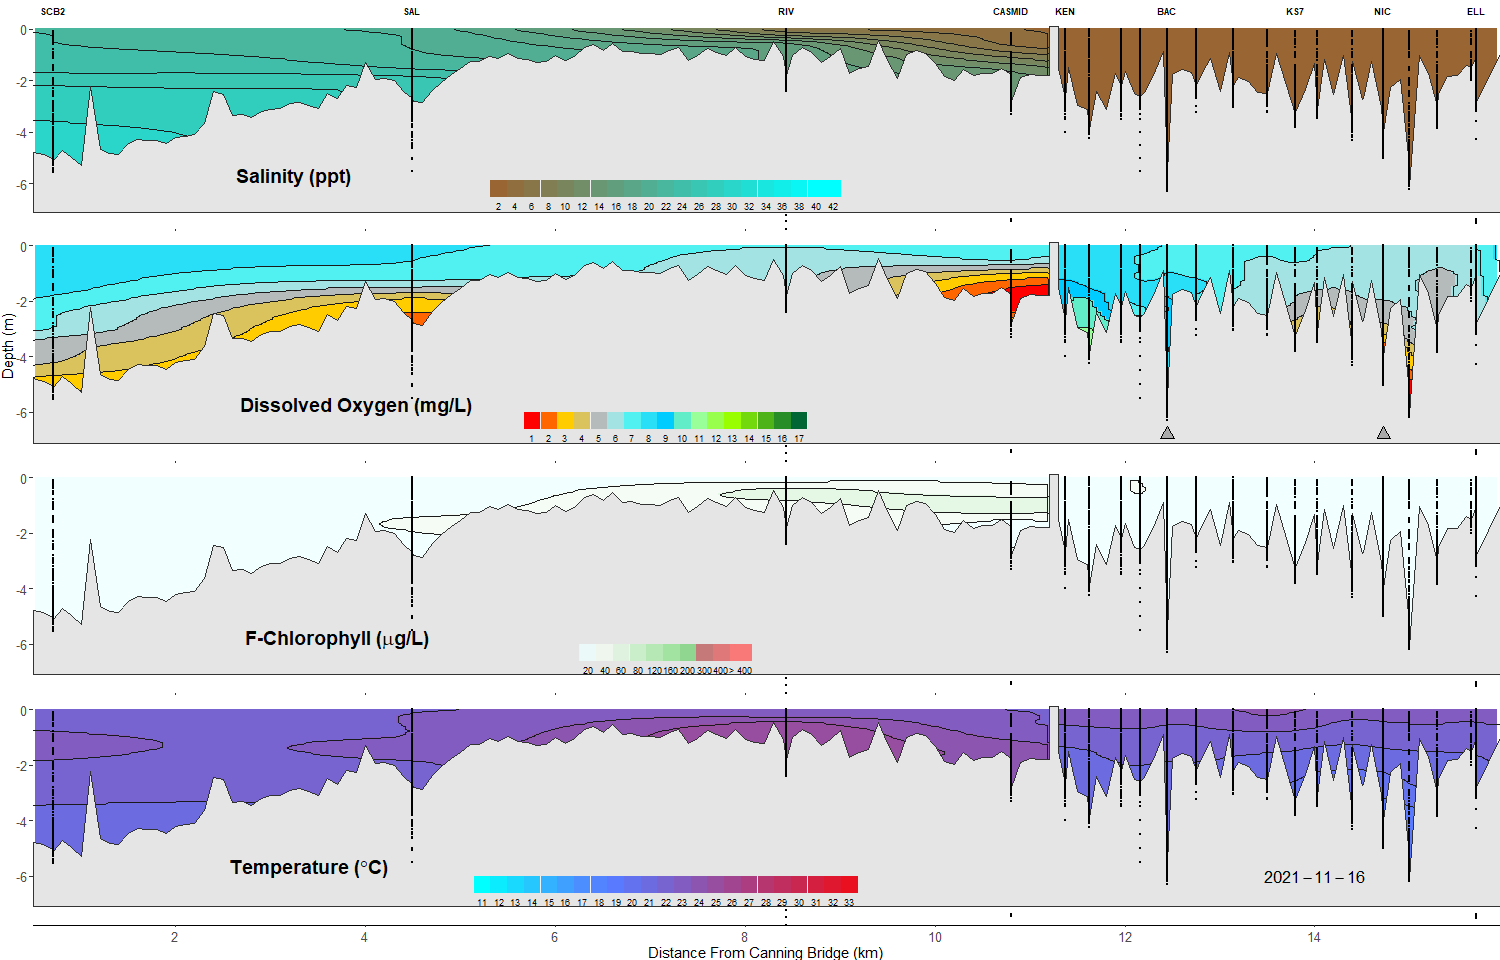 SCB2 SAL RIV CASMID KEN BAC KS7 NIC ELL
0
-2
-4
-6
Salinity (ppt)
2 4 6 8 10 12 14 16 18 20 22 24 26 28 30 32 34 36 38 40 42
0
-2
-4
-6
Dissolved Oxygen (mg/L)
1 2 3 4 5 6 7 8 9 10 11 12 13 14 15 16 17
Depth (m)
0
-2
-4
-6
F-Chlorophyll (μg/L)
20 40 60 80 120 160 200 300 400 > 400
0
-2
-4
-6
Temperature (°C)
2021-11-16
11 12 13 14 15 16 17 18 19 20 21 22 23 24 25 26 27 28 29 30 31 32 33
2 4 6 8 10 12 14
Distance From Canning Bridge (km)